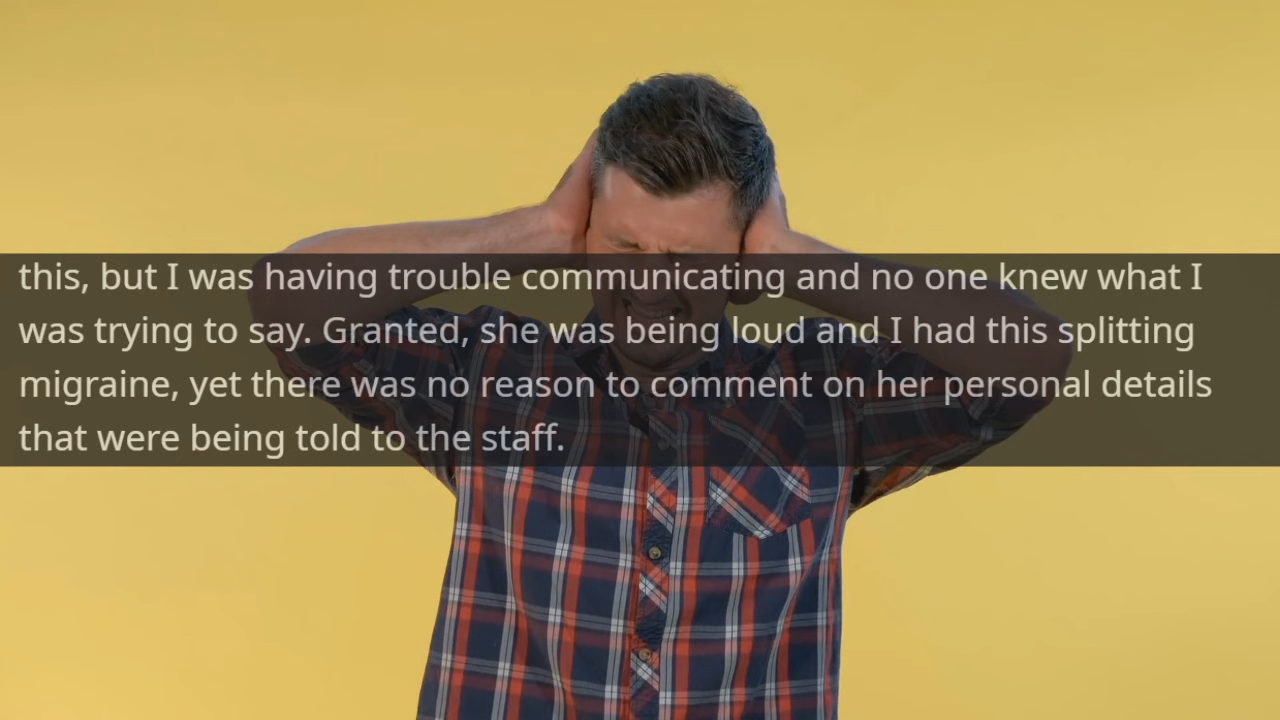 this, but I was having trouble communicating and no one knew what I
was trying to say. Granted, she was being loud and I had this splitting
migraine, yet there was no reason to comment on her personal details
that were being told to the staff.